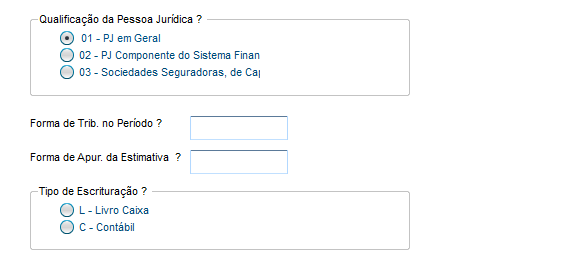 Qualificação da Pessoa Jurídica ?
01 - PJ em Geral
02 - PJ Componente do Sistema Finan
03 - Sociedades Seguradoras, de Ca
Forma de Trib. no Período ?
Forma de Apur. da Estimativa ?
Tipo de Escrituração ?
L - Livro Caixa
C - Contábil